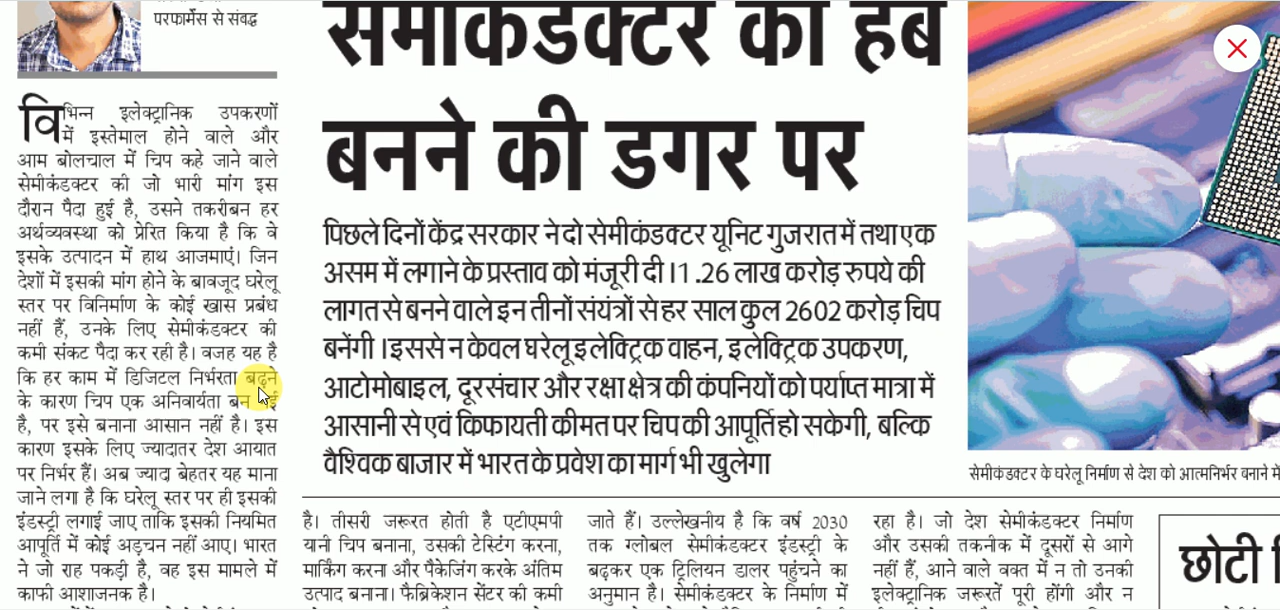 परफार्मेंस से संबद्ध
विभिन्न इलेक्ट्रानिक उपकरणों
में इस्तेमाल होने वाले और
आम बोलचाल में चिप कहे जाने वाले
सेमीकंडक्टर की जो भारी मांग इस
दौरान पैदा हुई है, उसने तकरीबन हर
अर्थव्यवस्था को प्रेरित किया है कि वे
इसके उत्पादन में हाथ आजमाएं। जिन
देशों में इसकी मांग होने के बावजूद घरेलू
स्तर पर विनिर्माण के कोई खास प्रबंध
नहीं हैं, उनके लिए सेमीकंडक्टर की
कमी संकट पैदा कर रही है। वजह यह है
कि हर काम में डिजिटल निर्भरता बढ़ने
के कारण चिप एक अनिवार्यता बन
है, पर इसे बनाना आसान नहीं है। इस
कारण इसके लिए ज्यादातर देश आयात
पर निर्भर हैं। अब ज्यादा बेहतर यह माना
जाने लगा है कि घरेलू स्तर पर ही इसकी
इंडस्ट्री लगाई जाए ताकि इसकी नियमित
आपूर्ति में कोई अड़चन नहीं आए। भारत
ने जो राह पकड़ी है, वह इस मामले में
काफी आशाजनक है।
सेमीकंडक्टर का हब
बनने की डगर पर
पिछले दिनों केंद्र सरकार ने दो सेमीकंडक्टर यूनिट गुजरात में तथा एक
असम में लगाने के प्रस्ताव को मंजूरी दी। 1.26 लाख करोड़ रुपये की
लागत से बनने वाले इन तीनों संयंत्रों से हर साल कुल 2602 करोड़ चिप
बनेंगी। इससे न केवल घरेलू इलेक्ट्रिक वाहन, इलेक्ट्रिक उपकरण,
आटोमोबाइल, दूरसंचार और रक्षा क्षेत्र की कंपनियों को पर्याप्त मात्रा में
आसानी से एवं किफायती कीमत पर चिप की आपूर्ति हो सकेगी, बल्कि
वैश्विक बाजार में भारत के प्रवेश का मार्ग भी खुलेगा
सेमीकंडक्टर के घरेलू निर्माण से देश को आत्मनिर्भर बनाने में
है। तीसरी जरूरत होती है एटीएमपी
यानी चिप बनाना, उसकी टेस्टिंग करना,
मार्किंग करना और पैकेजिंग करके अंतिम
उत्पाद बनाना। फैब्रिकेशन सेंटर की कमी
जाते हैं। उल्लेखनीय है कि वर्ष 2030
तक ग्लोबल सेमीकंडक्टर इंडस्ट्री के
बढ़कर एक ट्रिलियन डालर पहुंचने का
अनुमान है। सेमीकंडक्टर के निर्माण में
रहा है। जो देश सेमीकंडक्टर निर्माण
और उसकी तकनीक में दूसरों से आगे
नहीं हैं, आने वाले वक्त में न तो उनकी
इलेक्ट्रानिक जरूरतें पूरी होंगी और न
छोटी